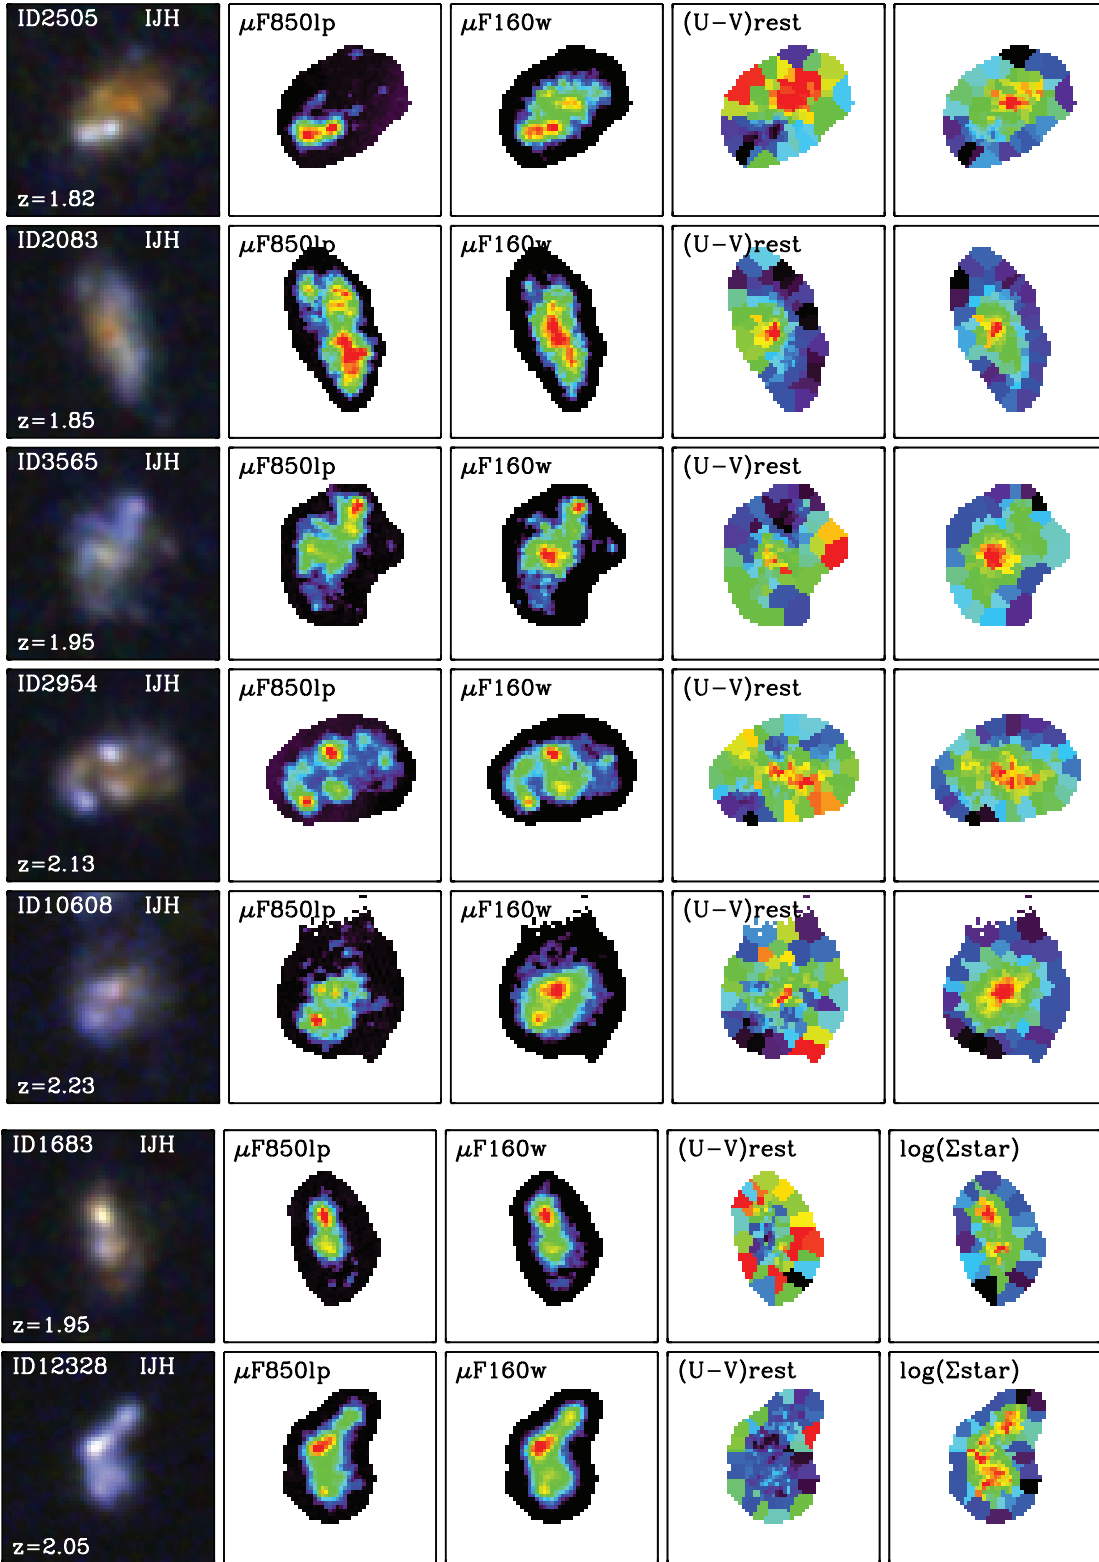 ID2505 IJH μF850lp μF160w (U−V)rest
z=1.82
ID2083 IJH μF850lp μF160w (U−V)rest
z=1.85
ID3565 IJH μF850lp μF160w (U−V)rest
z=1.95
ID2954 IJH μF850lp μF160w (U−V)rest
z=2.13
ID10608 IJH μF850lp μF160w (U−V)rest
z=2.23
ID1683 IJH μF850lp μF160w (U−V)rest log(Σstar)
z=1.95
ID12328 IJH μF850lp μF160w (U−V)rest log(Σstar)
z=2.05